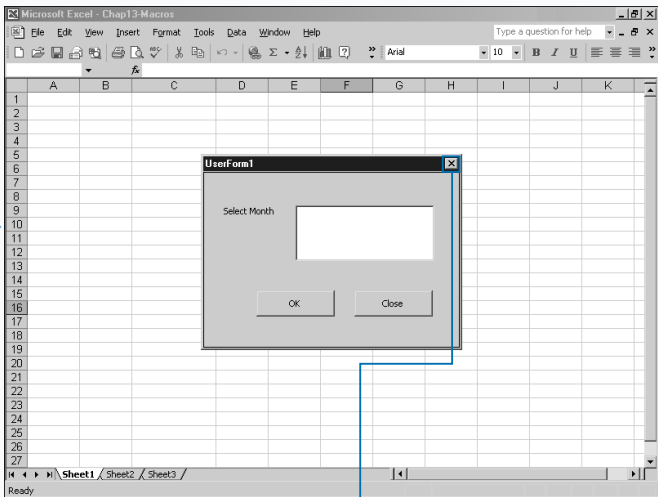 Microsoft Excel - Chap13-Macros
File Edit View Insert Format Tools Data Window Help Type a question for help
Arial 10 B I U
fx
A B C D E F G H I J K
1
2
3
4
5
6
7
8
9
10
11
12
13
14
15
16
17
18
19
20
21
22
23
24
25
26
27
UserForm1
Select Month
OK Close
Sheet1 Sheet2 Sheet3
Ready